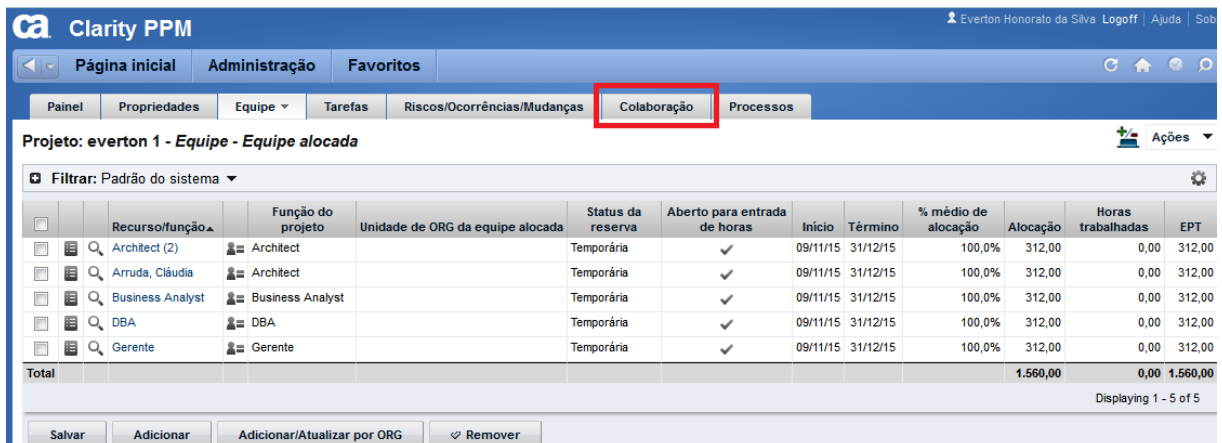 Everton Honorato da Silva Logoff | Ajuda | Sob
ca Clarity PPM
Página inicial Administração Favoritos
Painel Propriedades Equipe Tarefas Riscos/Ocorrências/Mudanças Colaboração Processos
Projeto: everton 1 - Equipe - Equipe alocada Ações
Filtrar: Padrão do sistema
Recurso/função Função do projeto Unidade de ORG da equipe alocada Status da reserva Aberto para entrada de horas Início Término % médio de alocação Alocação Horas trabalhadas EPT
Architect (2) Architect Temporária 09/11/15 31/12/15 100,0% 312,00 0,00 312,00
Arruda, Cláudia Architect Temporária 09/11/15 31/12/15 100,0% 312,00 0,00 312,00
Business Analyst Business Analyst Temporária 09/11/15 31/12/15 100,0% 312,00 0,00 312,00
DBA DBA Temporária 09/11/15 31/12/15 100,0% 312,00 0,00 312,00
Gerente Gerente Temporária 09/11/15 31/12/15 100,0% 312,00 0,00 312,00
Total 1.560,00 0,00 1.560,00
Displaying 1 - 5 of 5
Salvar Adicionar Adicionar/Atualizar por ORG Remover